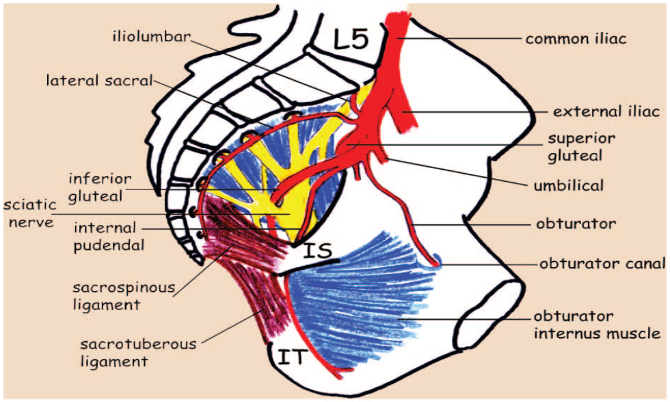 iliolumbar
L5
common iliac
lateral sacral
external iliac
superior
gluteal
inferior
gluteal
umbilical
sciatic
nerve
internal
pudendal
obturator
IS
obturator canal
sacrospinous
ligament
obturator
internus muscle
sacrotuberous
ligament
IT